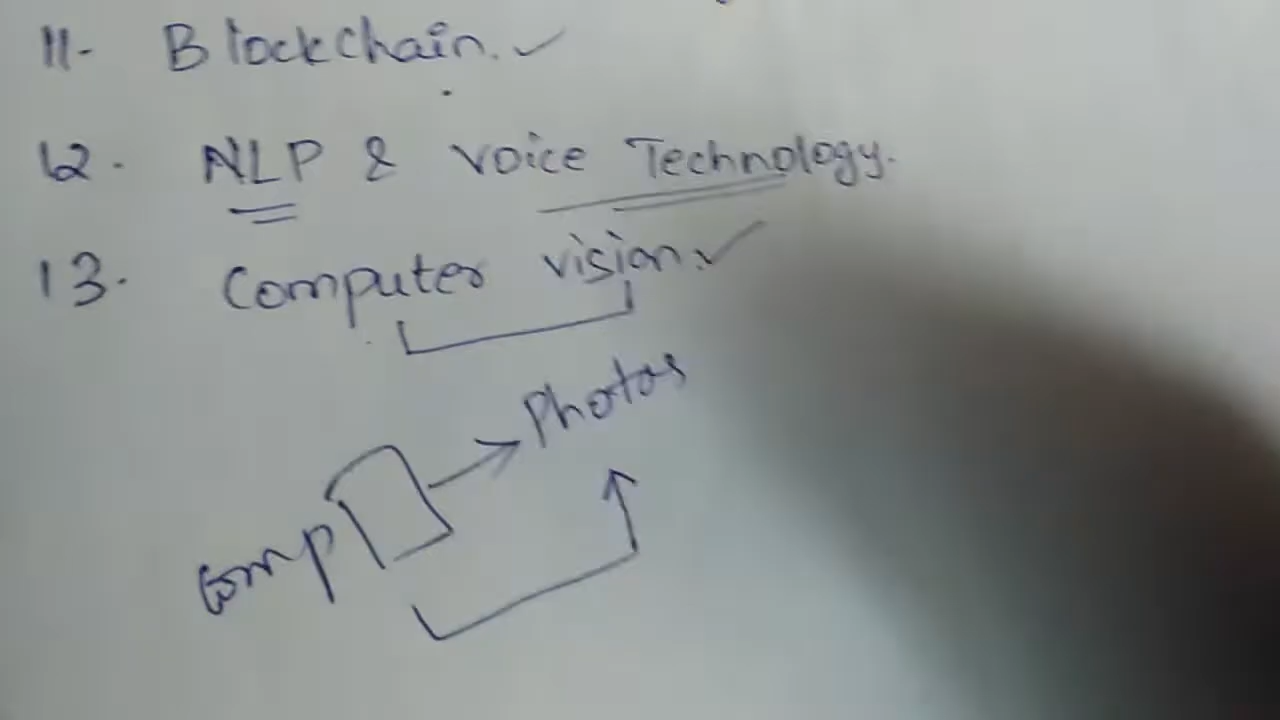 11. Blockchain.
12. NLP & Voice Technology.
13. Computer vision.
Photos
Comp